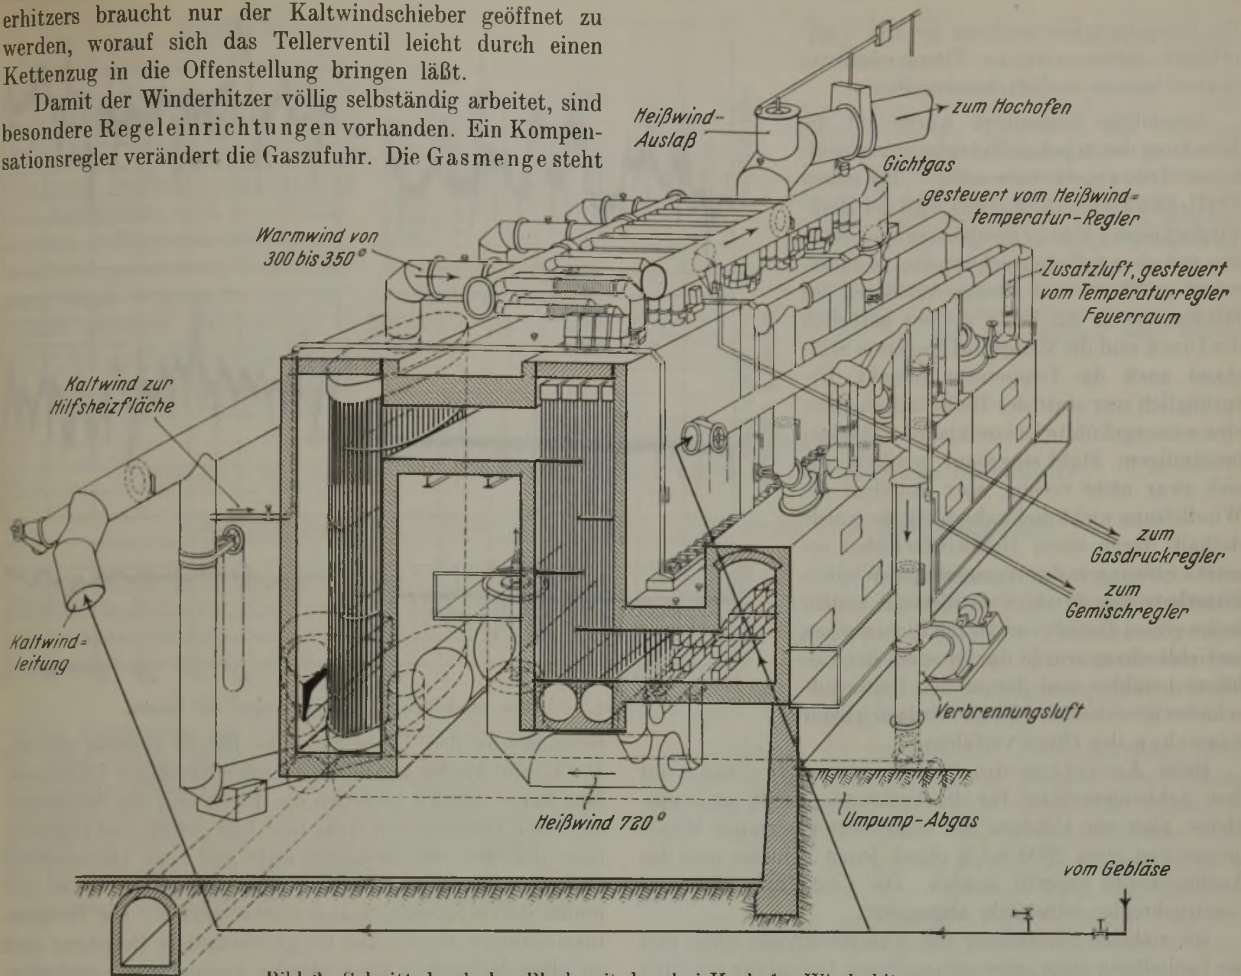 erhitzers braucht nur der Kaltwindschieber geöffnet zu
werden, worauf sich das Tellerventil leicht durch einen
Kettenzug in die Offenstellung bringen läßt.
Damit der Winderhitzer völlig selbständig arbeitet, sind
besondere Regeleinrichtungen vorhanden. Ein Kompen-
sationsregler verändert die Gaszufuhr. Die Gasmenge steht
Heißwind-
Auslaß
zum Hochofen
Gichtgas
gesteuert vom Heißwind=
temperatur-Regler
Warmwind von
300 bis 350°
Zusatzluft, gesteuert
vom Temperaturregler
Feuerraum
Kaltwind zur
Hilfsheizfläche
zum
Gasdruckregler
zum
Gemischregler
Kaltwind=
leitung
Verbrennungsluft
Heißwind 720°
Umpump-Abgas
vom Gebläse